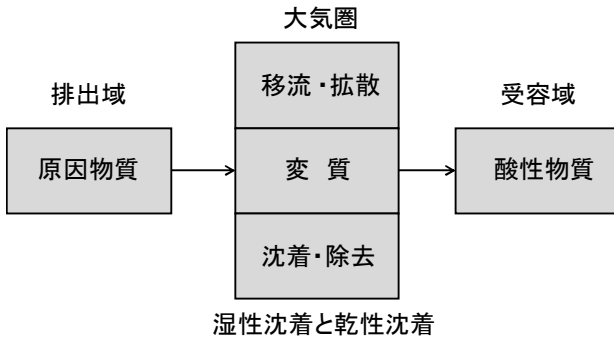 大気圏
排出域
移流・拡散
受容域
原因物質
変 質
酸性物質
沈着・除去
湿性沈着と乾性沈着